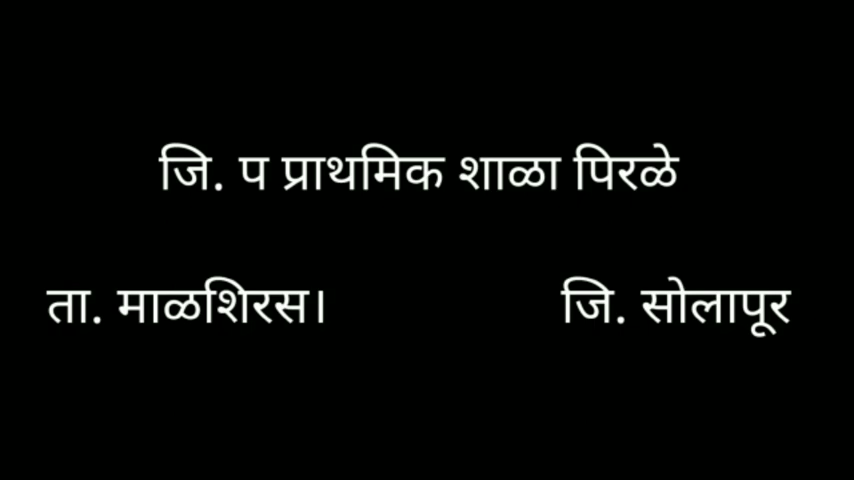 जि. प प्राथमिक शाळा पिरळे
ता. माळशिरस। जि. सोलापूर